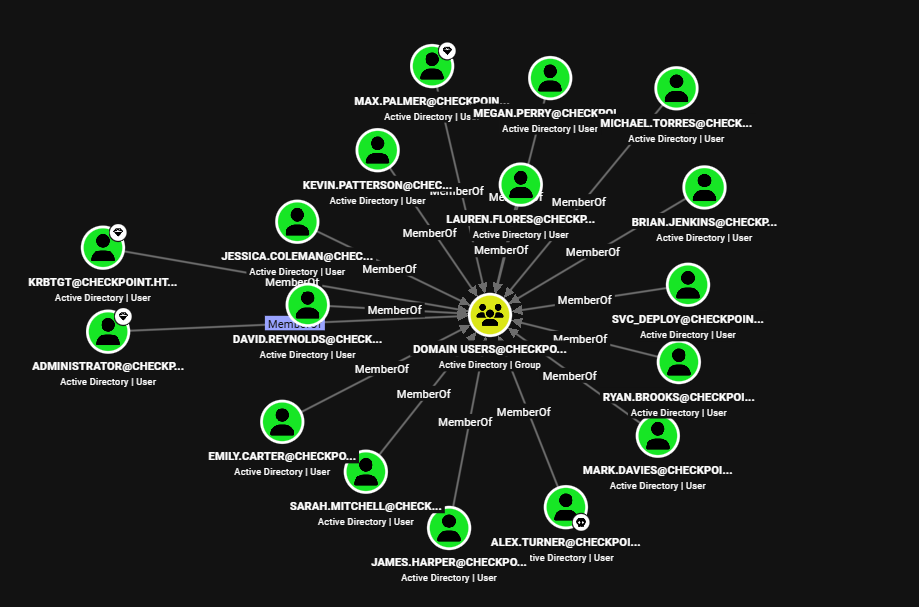 MAX.PALMER@CHECKPOIN...
Active Directory | Us
MEGAN.PERRY@CHECKPOI
Active Directory | User
MICHAEL.TORRES@CHECK...
Active Directory | User
KEVIN.PATTERSON@CHEC...
Active Directory | User
MemberOf
LAUREN.FLORES@CHECKP...
Active Directory | User
MemberOf
MemberOf
BRIAN.JENKINS@CHECKP...
Active Directory | User
MemberOf
MemberOf
MemberOf
JESSICA.COLEMAN@CHEC...
Active Directory | User
MemberOf
KRBTGT@CHECKPOINT.HT...
Active Directory | User
MemberOf
MemberOf
MemberOf
SVC_DEPLOY@CHECKPOIN...
Active Directory | User
MemberOf
DAVID.REYNOLDS@CHECK...
Active Directory | User
MemberOf
DOMAIN USERS@CHECKPO...
Active Directory | Group
ADMINISTRATOR@CHECKP...
Active Directory | User
MemberOf
MemberOf
RYAN.BROOKS@CHECKPOI...
Active Directory | User
MemberOf
MemberOf
MemberOf
EMILY.CARTER@CHECKPO...
Active Directory | User
MARK.DAVIES@CHECKPOI...
Active Directory | User
SARAH.MITCHELL@CHECK...
Active Directory | User
ALEX.TURNER@CHECKPOI...
tive Directory | User
JAMES.HARPER@CHECKPO...
Active Directory | User